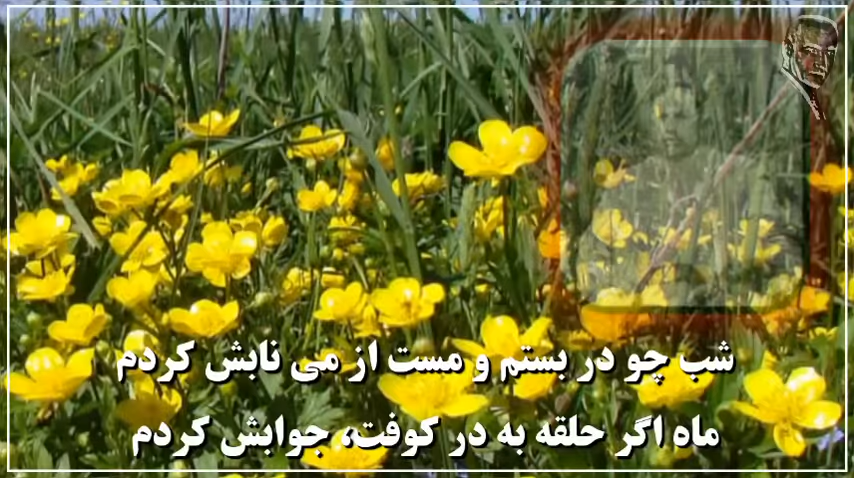 شب چو در بستم و مست از می نابش کردم
ماه اگر حلقه به در کوفت، جوابش کردم